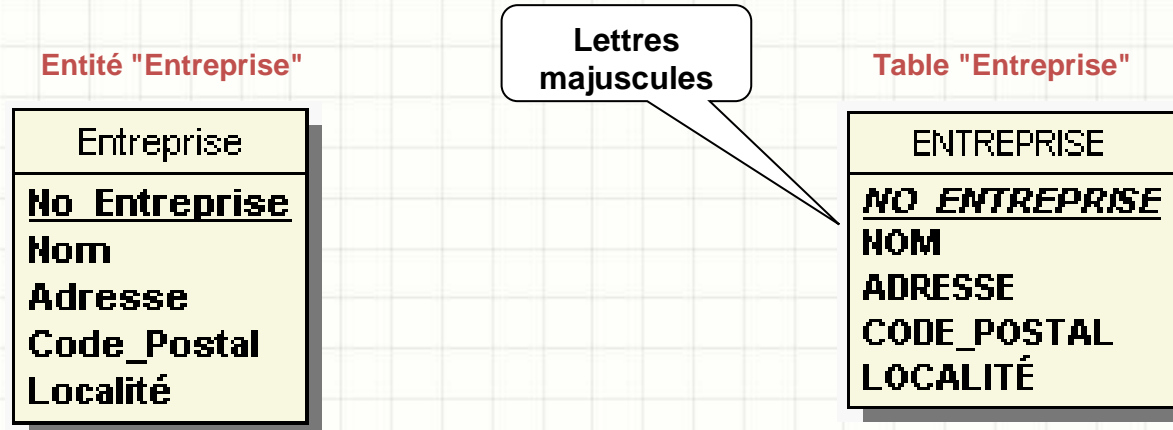 Entité "Entreprise"
Entreprise
No_Entreprise
Nom
Adresse
Code_Postal
Localité
Lettres
majuscules
Table "Entreprise"
ENTREPRISE
NO_ENTREPRISE
NOM
ADRESSE
CODE_POSTAL
LOCALITÉ